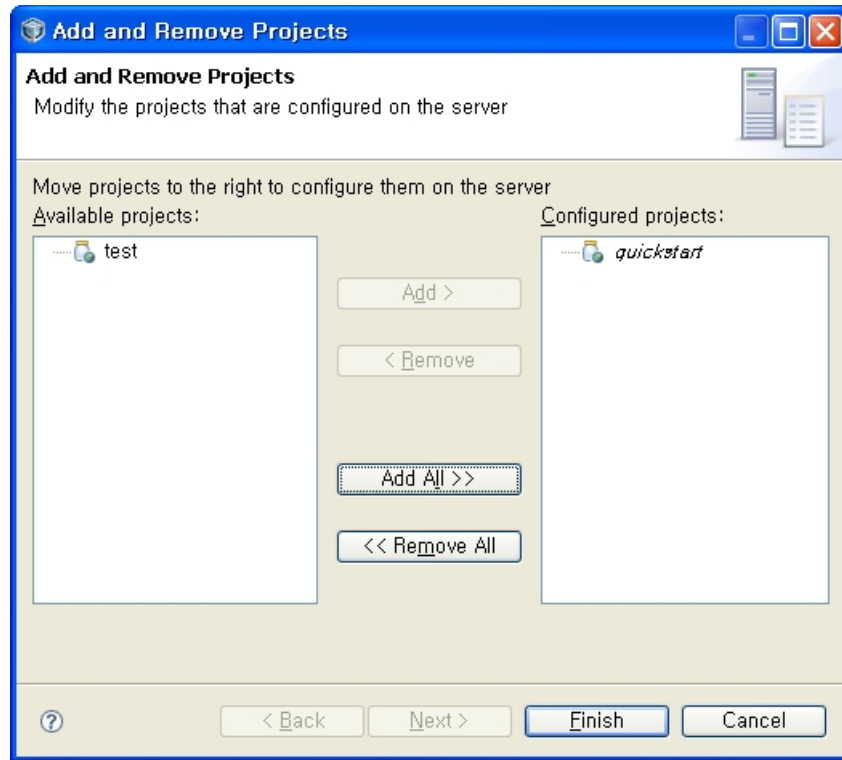 Add and Remove Projects
Add and Remove Projects
Modify the projects that are configured on the server
Move projects to the right to configure them on the server
Available projects:
Configured projects:
test
quickstart
Add >
< Remove
Add All >>
<< Remove All
< Back
Next >
Finish
Cancel